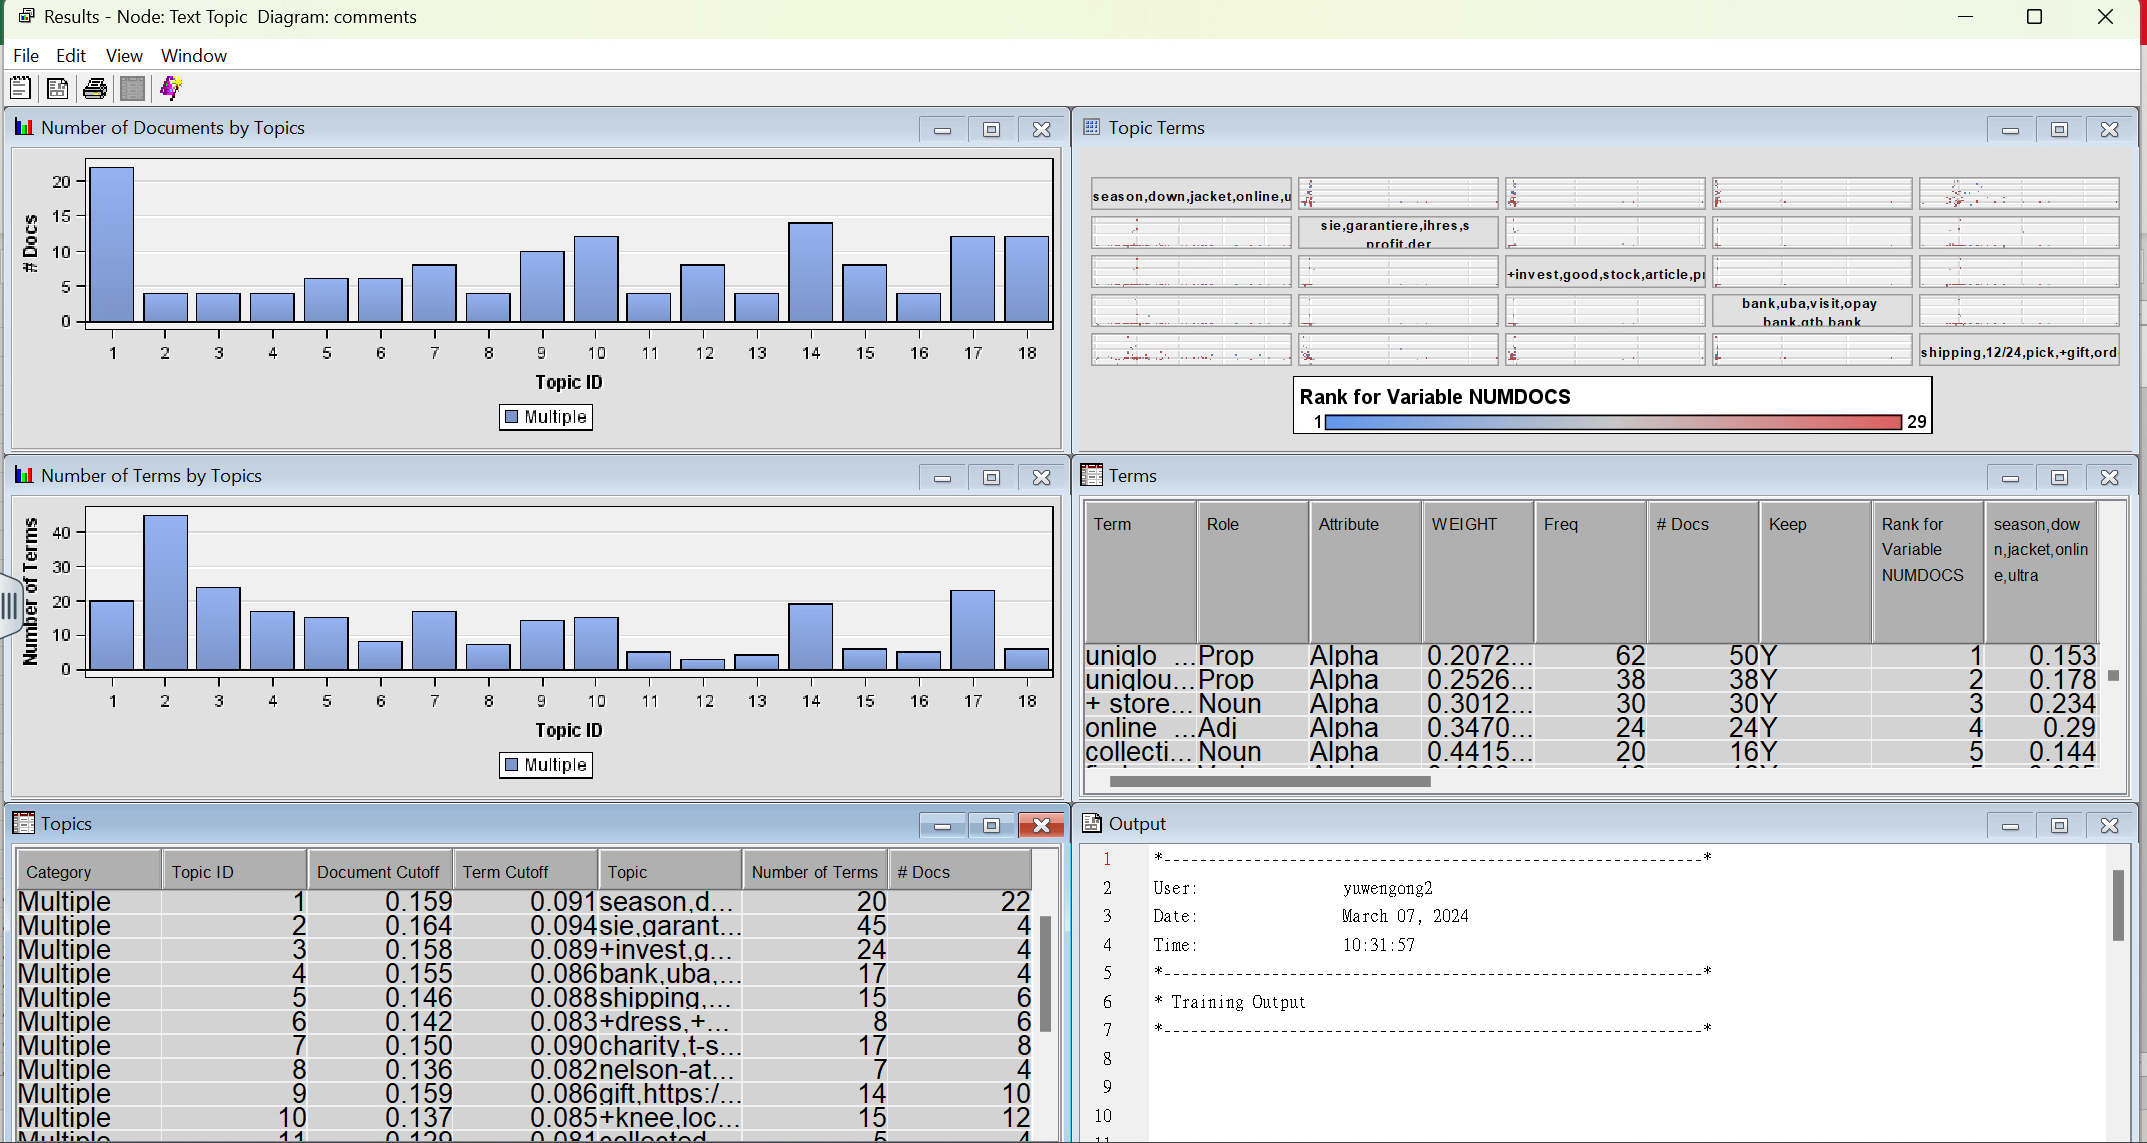 Results - Node: Text Topic  Diagram: comments
File Edit View Window
Number of Documents by Topics
# Docs
20
15
10
5
0
1 2 3 4 5 6 7 8 9 10 11 12 13 14 15 16 17 18
Topic ID
Multiple
Topic Terms
season,down,jacket,online,u
sie,garantiere,ihres,s
profit,der
+invest,good,stock,article,p
bank,uba,visit,opay
bank,gtb bank
shipping,12/24,pick,+gift,ord
Rank for Variable NUMDOCS
1 29
Number of Terms by Topics
Number of Terms
40
30
20
10
0
1 2 3 4 5 6 7 8 9 10 11 12 13 14 15 16 17 18
Topic ID
Multiple
Terms
Term Role Attribute WEIGHT Freq # Docs Keep Rank for Variable NUMDOCS season,dow n,jacket,onlin e,ultra
uniqlo ... Prop Alpha 0.2072... 62 50 Y 1 0.153
uniqlou... Prop Alpha 0.2526... 38 38 Y 2 0.178
+ store... Noun Alpha 0.3012... 30 30 Y 3 0.234
online ... Adj Alpha 0.3470... 24 24 Y 4 0.29
collecti... Noun Alpha 0.4415... 20 16 Y 5 0.144
Topics
Category Topic ID Document Cutoff Term Cutoff Topic Number of Terms # Docs
Multiple 1 0.159 0.091 season,d... 20 22
Multiple 2 0.164 0.094 sie,garant... 45 4
Multiple 3 0.158 0.089 +invest,g... 24 4
Multiple 4 0.155 0.086 bank,uba,... 17 4
Multiple 5 0.146 0.088 shipping,... 15 6
Multiple 6 0.142 0.083 +dress,+... 8 6
Multiple 7 0.150 0.090 charity,t-s... 17 8
Multiple 8 0.136 0.082 nelson-at... 7 4
Multiple 9 0.159 0.086 gift,https:/... 14 10
Multiple 10 0.137 0.085 +knee,loc... 15 12
Multiple 11 0.129 0.081 collected 5 4
Output
1 *------------------------------------------------------------*
2 User: yuwengong2
3 Date: March 07, 2024
4 Time: 10:31:57
5 *------------------------------------------------------------*
6 * Training Output
7 *------------------------------------------------------------*
8
9
10
11